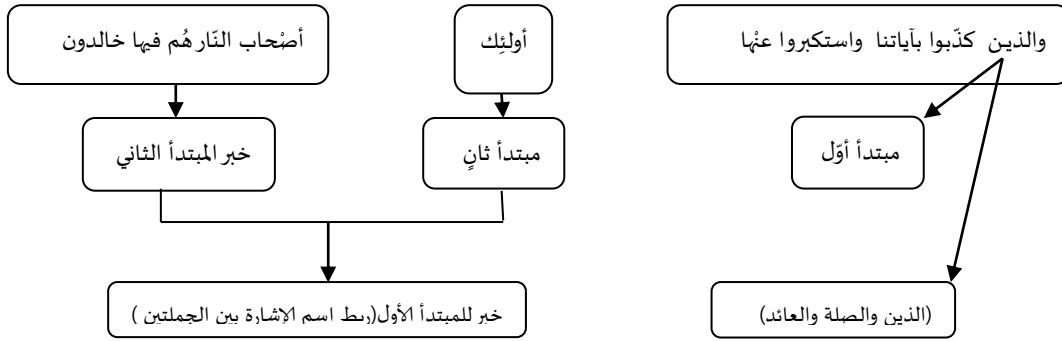 والذين كذّبوا بآياتنا واستكبروا عنْها
أولئِك
أصْحاب النّار هُم فيها خالدون
مبتدأ أوّل
مبتدأ ثانٍ
خبر المبتدأ الثاني
(الذين والصلة والعائد)
خبر للمبتدأ الأول(ربط اسم الإشارة بين الجملتين )